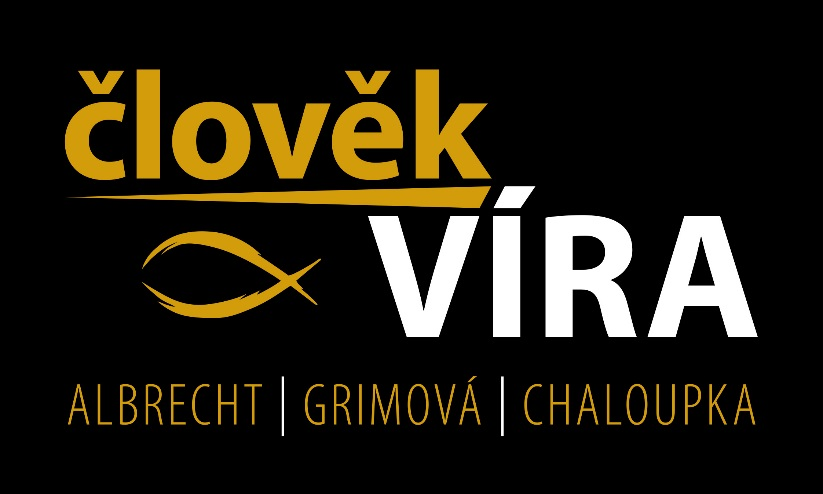 člověk
VÍRA
ALBRECHT | GRIMOVÁ | CHALOUPKA